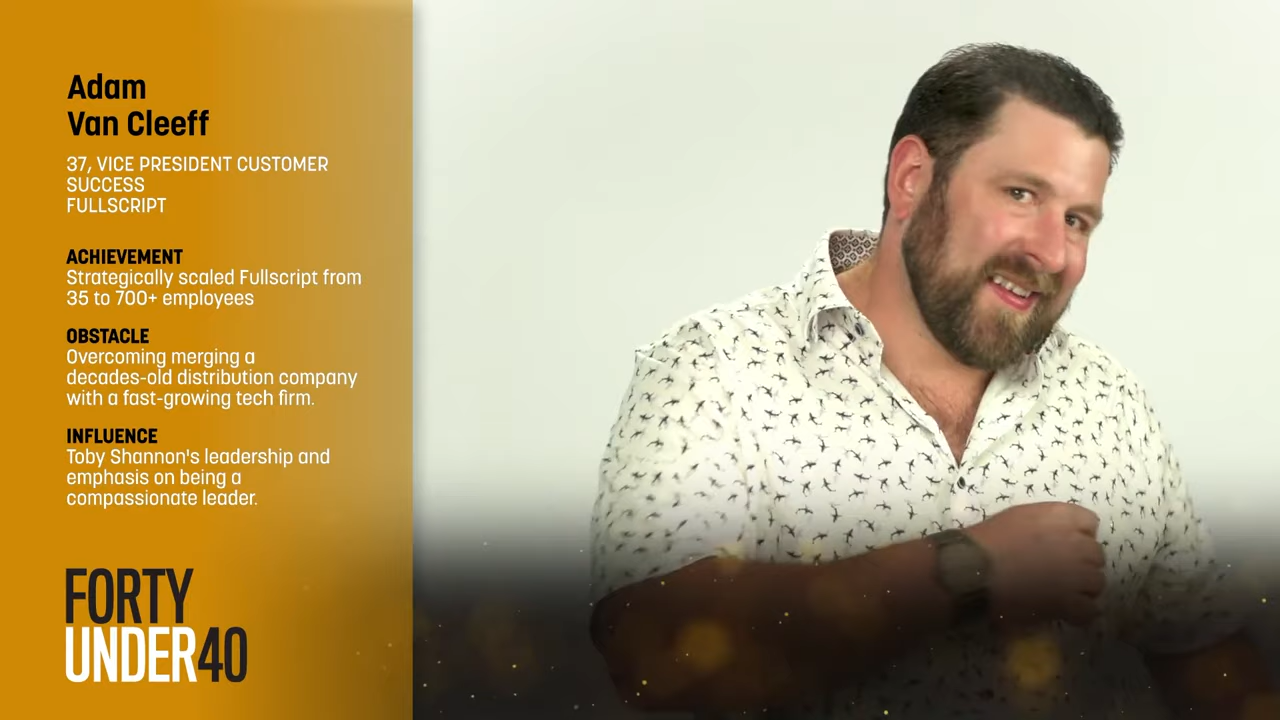 Adam
Van Cleeff
37, VICE PRESIDENT CUSTOMER
SUCCESS
FULLSCRIPT
ACHIEVEMENT
Strategically scaled Fullscript from
35 to 700+ employees
OBSTACLE
Overcoming merging a
decades-old distribution company
with a fast-growing tech firm.
INFLUENCE
Toby Shannon's leadership and
emphasis on being a
compassionate leader.
FORTY
UNDER40